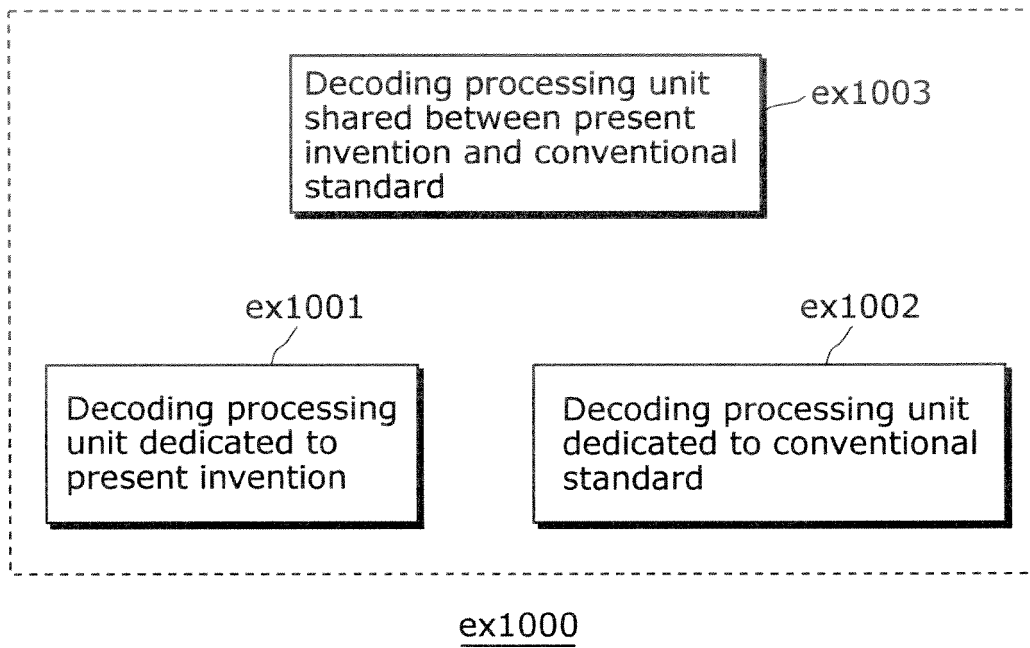 Decoding processing unit
shared between present
invention and conventional
standard
ex1003
ex1001
ex1002
Decoding processing
unit dedicated to
present invention
Decoding processing unit
dedicated to conventional
standard
ex1000